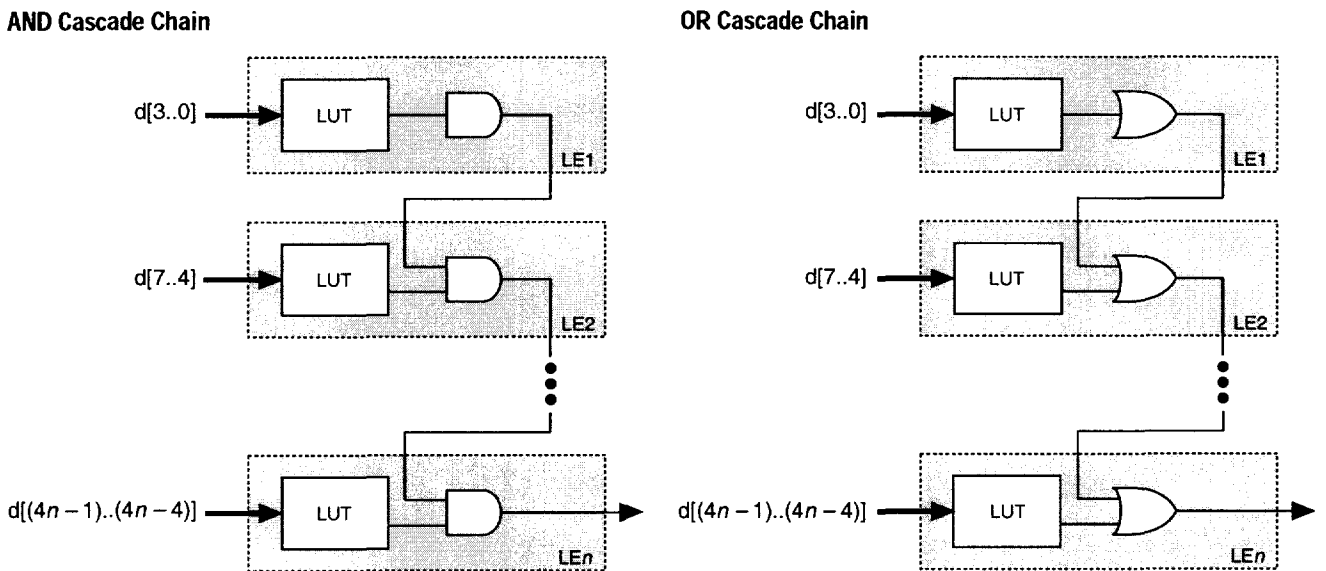 AND Cascade Chain
d[3..0]
LUT
LE1
d[7..4]
LUT
LE2
d[(4n – 1)..(4n – 4)]
LUT
LEn
OR Cascade Chain
d[3..0]
LUT
LE1
d[7..4]
LUT
LE2
d[(4n – 1)..(4n – 4)]
LUT
LEn